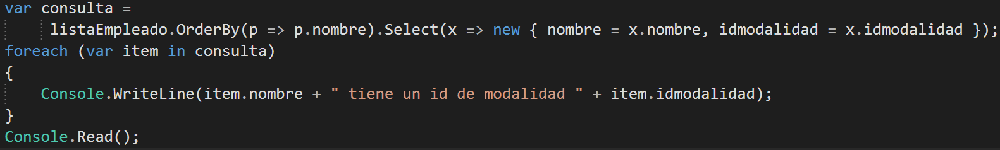 var consulta =
listaEmpleado.OrderBy(p => p.nombre).Select(x => new { nombre = x.nombre, idmodalidad = x.idmodalidad });
foreach (var item in consulta)
{
Console.WriteLine(item.nombre + " tiene un id de modalidad " + item.idmodalidad);
}
Console.Read();